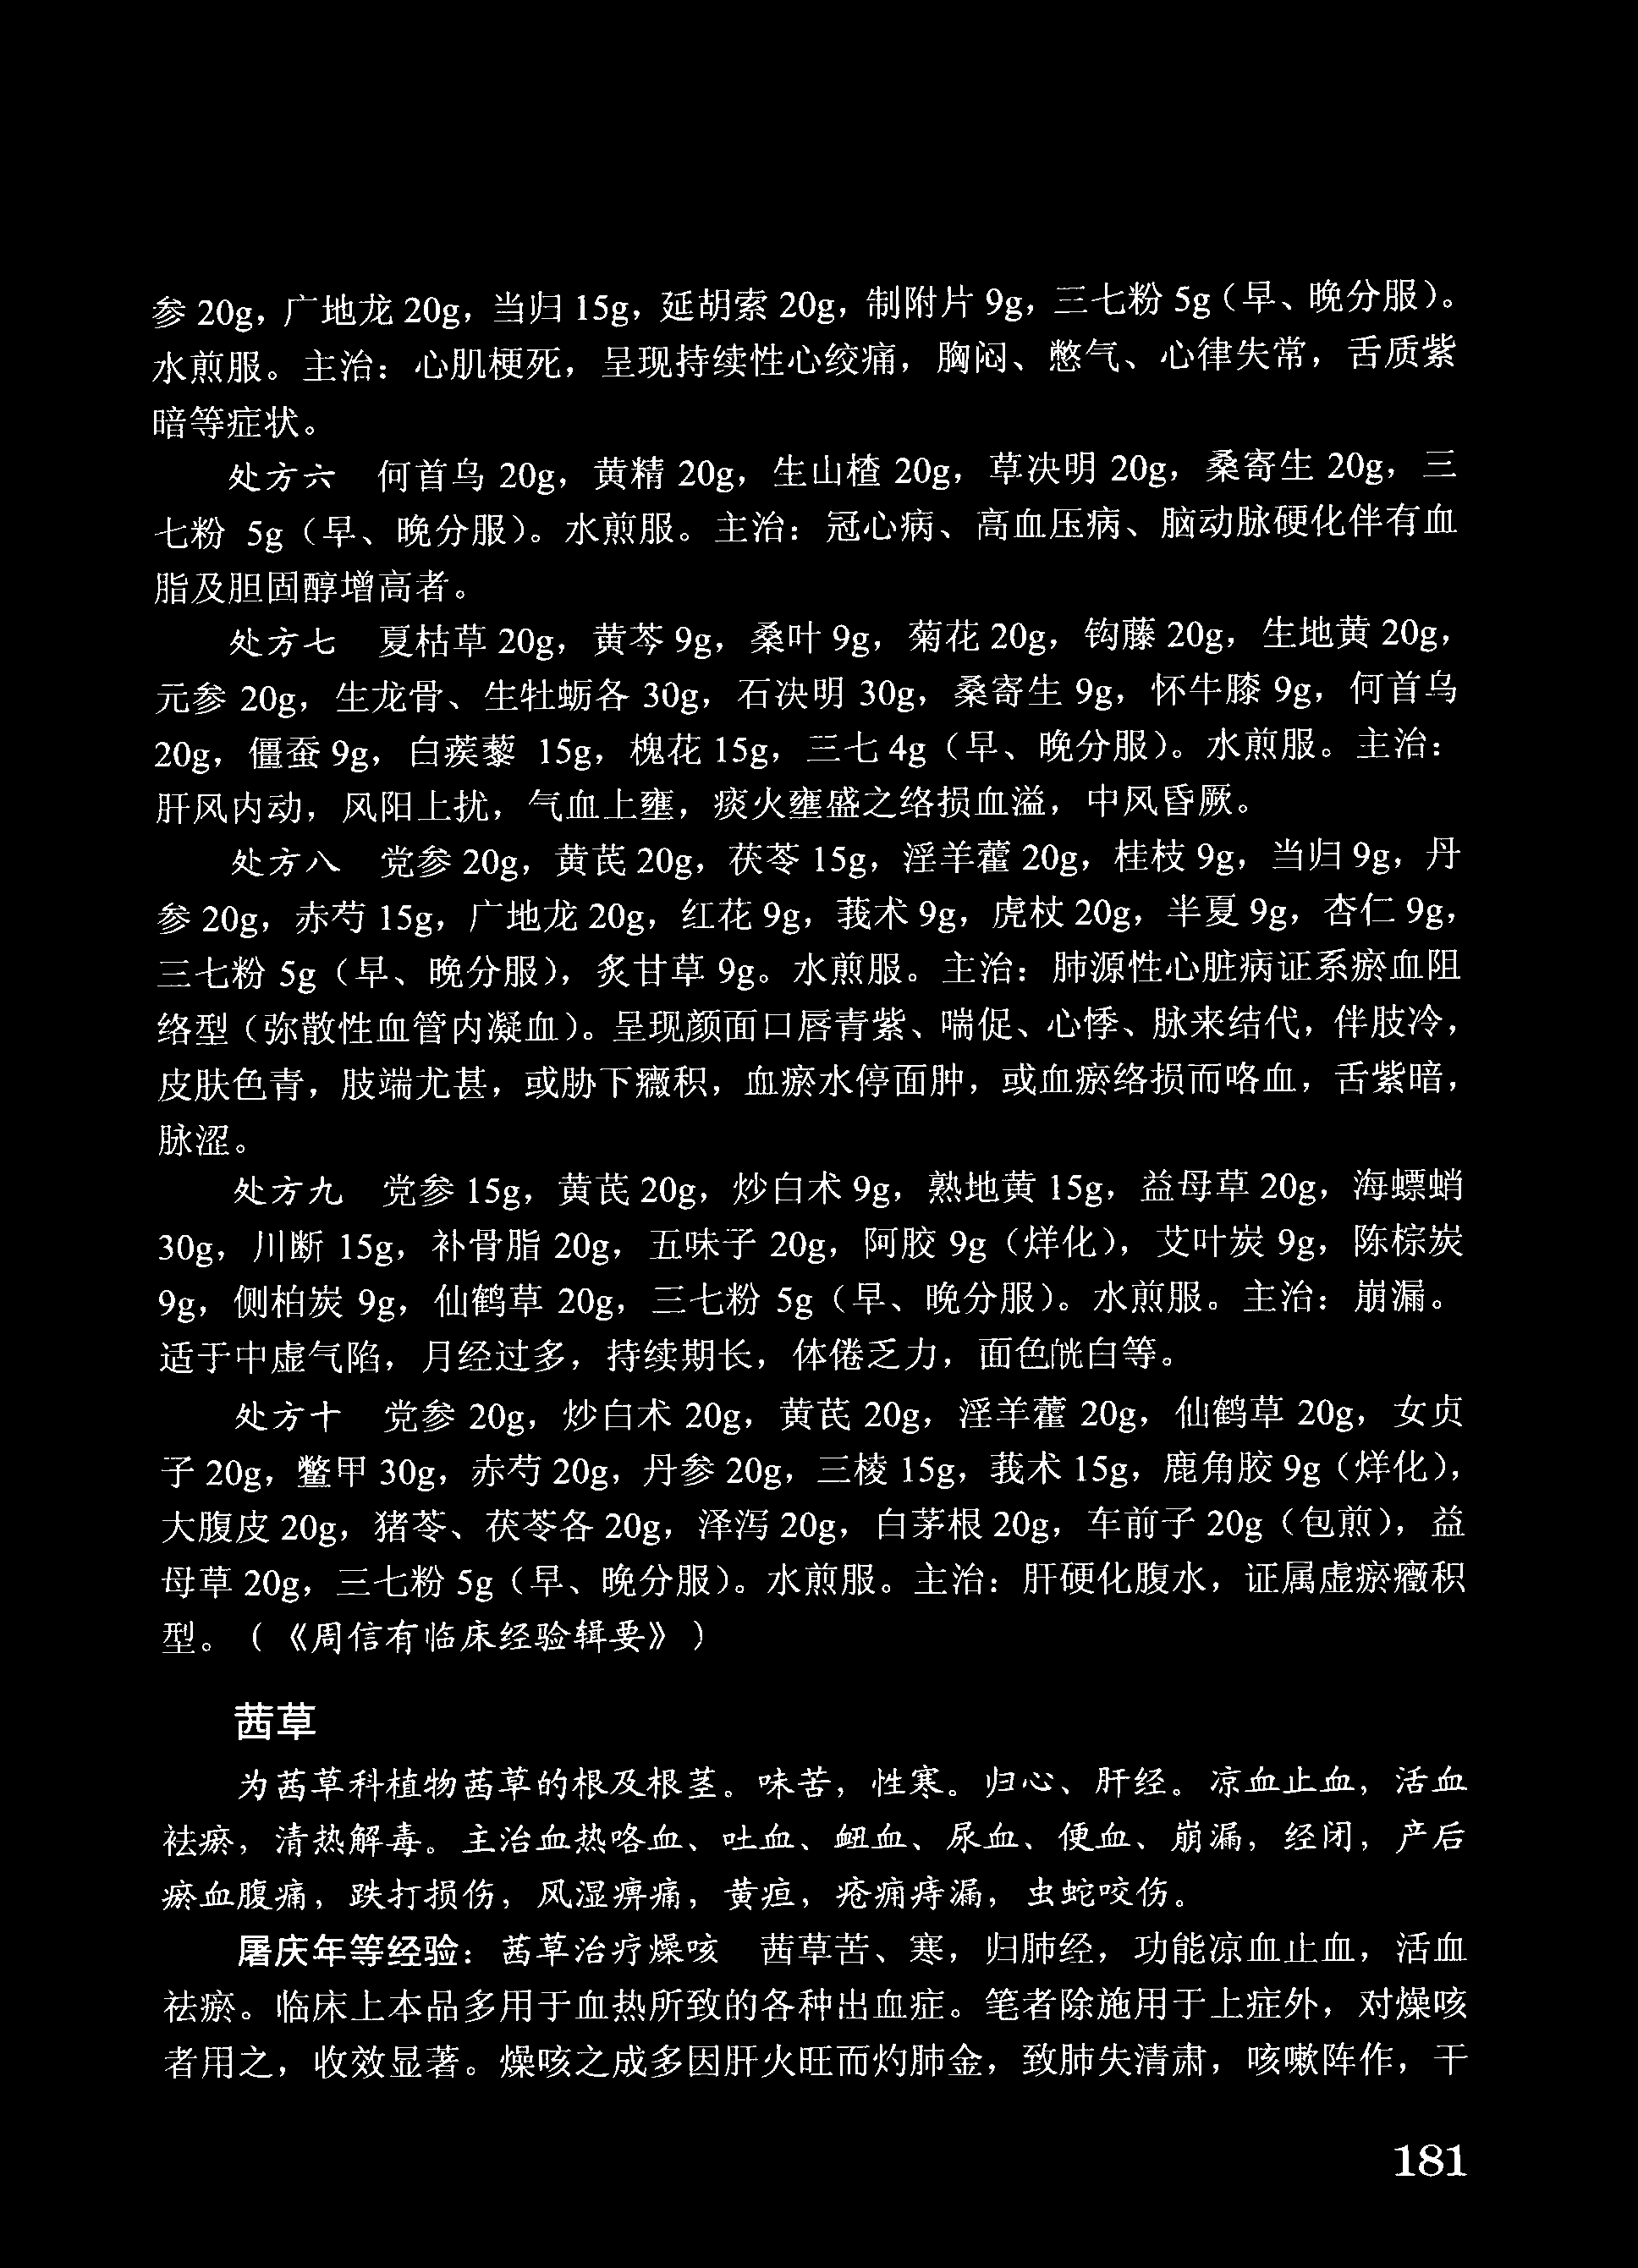 参 20g，广地龙 20g，当归 15g，延胡索 20g，制附片 9g，三七粉 5g（早、晚分服）。
水煎服。主治：心肌梗死，呈现持续性心绞痛，胸闷、憋气、心律失常，舌质紫
暗等症状。
处方六　何首乌 20g，黄精 20g，生山楂 20g，草决明 20g，桑寄生 20g，三
七粉 5g（早、晚分服）。水煎服。主治：冠心病、高血压病、脑动脉硬化伴有血
脂及胆固醇增高者。
处方七　夏枯草 20g，黄芩 9g，桑叶 9g，菊花 20g，钩藤 20g，生地黄 20g，
元参 20g，生龙骨、生牡蛎各 30g，石决明 30g，桑寄生 9g，怀牛膝 9g，何首乌
20g，僵蚕 9g，白蒺藜 15g，槐花 15g，三七 4g（早、晚分服）。水煎服。主治：
肝风内动，风阳上扰，气血上壅，痰火壅盛之络损血溢，中风昏厥。
处方八　党参 20g，黄芪 20g，茯苓 15g，淫羊藿 20g，桂枝 9g，当归 9g，丹
参 20g，赤芍 15g，广地龙 20g，红花 9g，莪术 9g，虎杖 20g，半夏 9g，杏仁 9g，
三七粉 5g（早、晚分服），炙甘草 9g。水煎服。主治：肺源性心脏病证系瘀血阻
络型（弥散性血管内凝血）。呈现颜面口唇青紫、喘促、心悸、脉来结代，伴肢冷，
皮肤色青，肢端尤甚，或胁下癥积，血瘀水停面肿，或血瘀络损而咯血，舌紫暗，
脉涩。
处方九　党参 15g，黄芪 20g，炒白术 9g，熟地黄 15g，益母草 20g，海螵蛸
30g，川断 15g，补骨脂 20g，五味子 20g，阿胶 9g（烊化），艾叶炭 9g，陈棕炭
9g，侧柏炭 9g，仙鹤草 20g，三七粉 5g（早、晚分服）。水煎服。主治：崩漏。
适于中虚气陷，月经过多，持续期长，体倦乏力，面色㿠白等。
处方十　党参 20g，炒白术 20g，黄芪 20g，淫羊藿 20g，仙鹤草 20g，女贞
子 20g，鳖甲 30g，赤芍 20g，丹参 20g，三棱 15g，莪术 15g，鹿角胶 9g（烊化），
大腹皮 20g，猪苓、茯苓各 20g，泽泻 20g，白茅根 20g，车前子 20g（包煎），益
母草 20g，三七粉 5g（早、晚分服）。水煎服。主治：肝硬化腹水，证属虚瘀癥积
型。（《周信有临床经验辑要》）
茜草
为茜草科植物茜草的根及根茎。味苦，性寒。归心、肝经。凉血止血，活血
祛瘀，清热解毒。主治血热咯血、吐血、衄血、尿血、便血、崩漏，经闭，产后
瘀血腹痛，跌打损伤，风湿痹痛，黄疸，疮痈痔漏，虫蛇咬伤。
屠庆年等经验：茜草治疗燥咳　茜草苦、寒，归肺经，功能凉血止血，活血
祛瘀。临床上本品多用于血热所致的各种出血症。笔者除施用于上症外，对燥咳
者用之，收效显著。燥咳之成多因肝火旺而灼肺金，致肺失清肃，咳嗽阵作，干
181